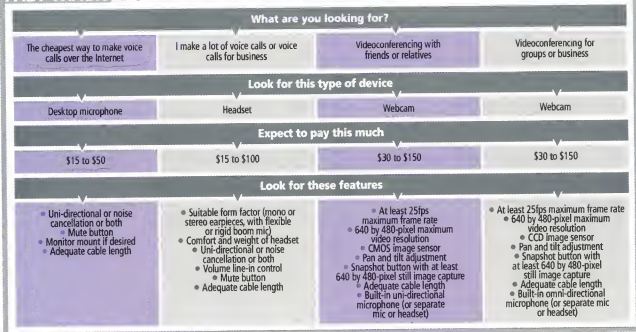 What are you looking for?
The cheapest way to make voice
calls over the Internet
I make a lot of voice calls or voice
calls for business
Videoconferencing with
friends or relatives
Videoconferencing for
groups or business
Look for this type of device
Desktop microphone
Headset
Webcam
Webcam
Expect to pay this much
$15 to $50
$15 to $100
$30 to $150
$30 to $150
Look for these features
• Uni-directional or noise
cancellation or both
• Mute button
• Monitor mount if desired
• Adequate cable length
• Suitable form factor (mono or
stereo earpieces, with flexible
or rigid boom mic)
• Comfort and weight of headset
• Uni-directional or noise
cancellation or both
• Volume line-in control
• Mute button
• Adequate cable length
• At least 25fps
maximum frame rate
• 640 by 480-pixel maximum
video resolution
• CMOS image sensor
• Pan and tilt adjustment
• Snapshot button with at least
640 by 480-pixel still image capture
• Adequate cable length
• Built-in uni-directional
microphone (or separate
mic or headset)
• At least 25fps maximum frame rate
• 640 by 480-pixel maximum
video resolution
• CCD image sensor
• Pan and tilt adjustment
• Snapshot button with
at least 640 by 480-pixel
still image capture
• Adequate cable length
• Built-in omni-directional
microphone (or separate mic
or headset)